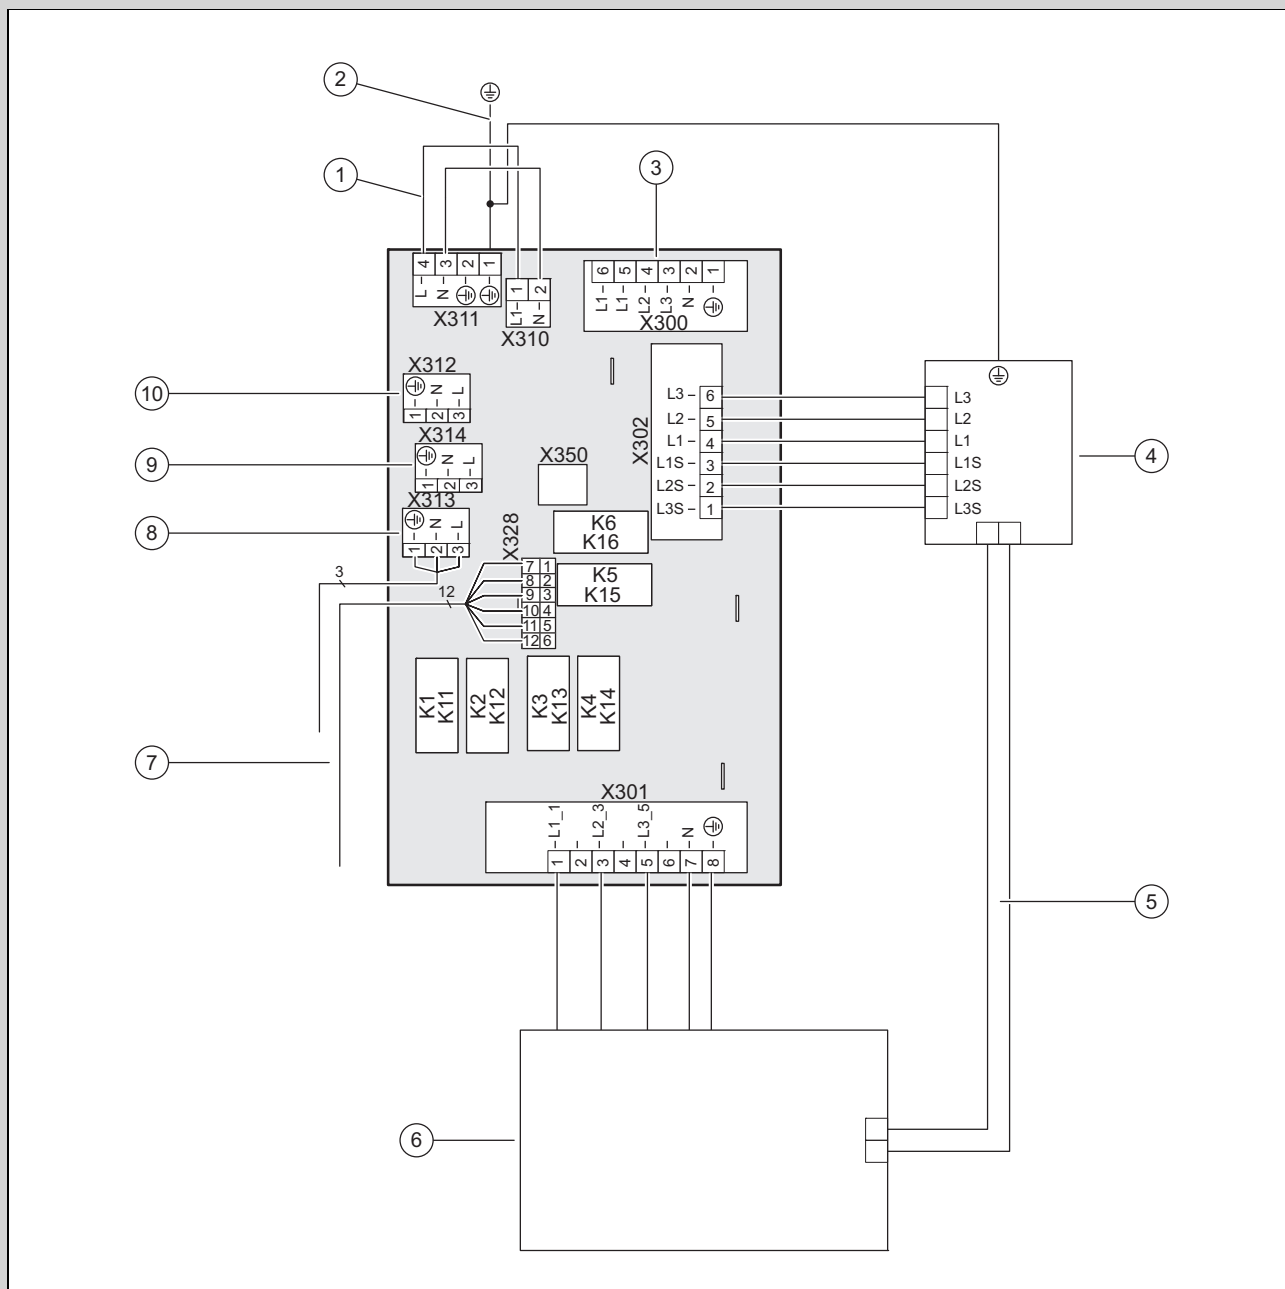 2
1
3
4 3 2 1
L N
X311
1 2
L1 N
X310
6 5 4 3 2 1
L1 L1 L2 L3 N
X300
X312
N L
1 2 3
10
X314
N L
1 2 3
9
X313
N L
1 2 3
8
X350
K6
K16
K5
K15
X328
7 1
8 2
9 3
10 4
11 5
12 6
3
12
X302
L3 6
L2 5
L1 4
L1S 3
L2S 2
L3S 1
L3
L2
L1
L1S
L2S
L3S
4
K1
K11
K2
K12
K3
K13
K4
K14
7
X301
L1_1 L2_3 L3_5 N
1 2 3 4 5 6 7 8
5
6